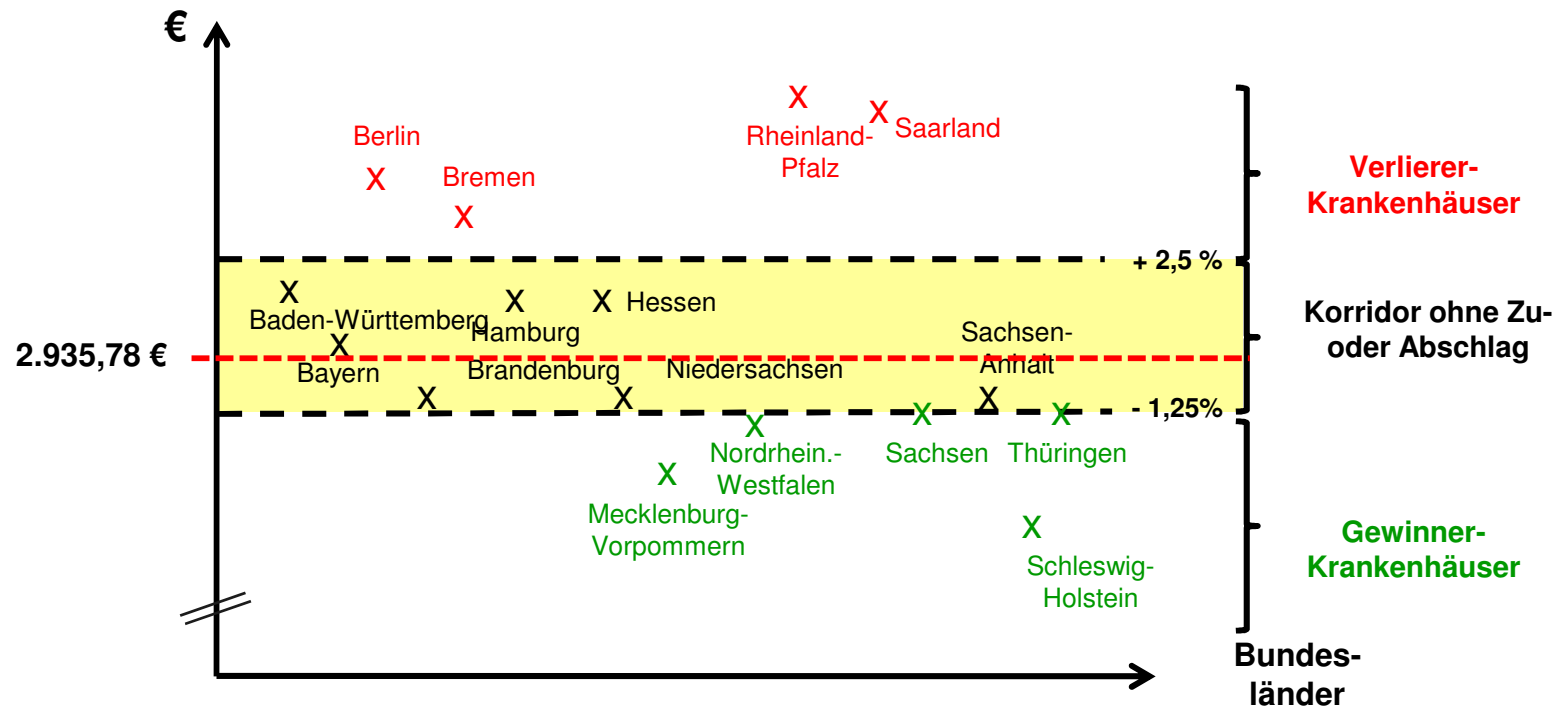 €
Berlin
X
Bremen
X
X
Rheinland-
Pfalz
X
Saarland
Verlierer-
Krankenhäuser
+ 2,5 %
X
Baden-Württemberg
X
Hamburg
X
Hessen
Sachsen-
Anhalt
Korridor ohne Zu-
oder Abschlag
2.935,78 €
X
Bayern
Brandenburg
Niedersachsen
X
X
X
- 1,25%
X
Nordrhein.-
Westfalen
X
Sachsen
X
Thüringen
X
Mecklenburg-
Vorpommern
X
Schleswig-
Holstein
Gewinner-
Krankenhäuser
Bundes-
länder